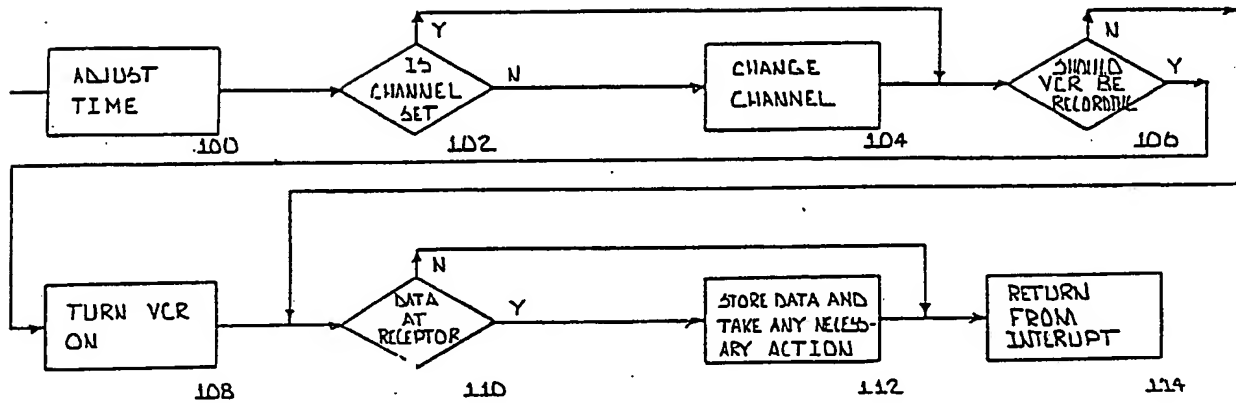 ADJUST
TIME
100
Y
IS
CHANNEL
SET
N
102
CHANGE
CHANNEL
104
N
SHOULD
VCR BE
RECORDING
Y
106
TURN VCR
ON
108
N
DATA
AT
RECEPTOR
Y
110
STORE DATA AND
TAKE ANY NECESS-
ARY ACTION
112
RETURN
FROM
INTERUPT
114